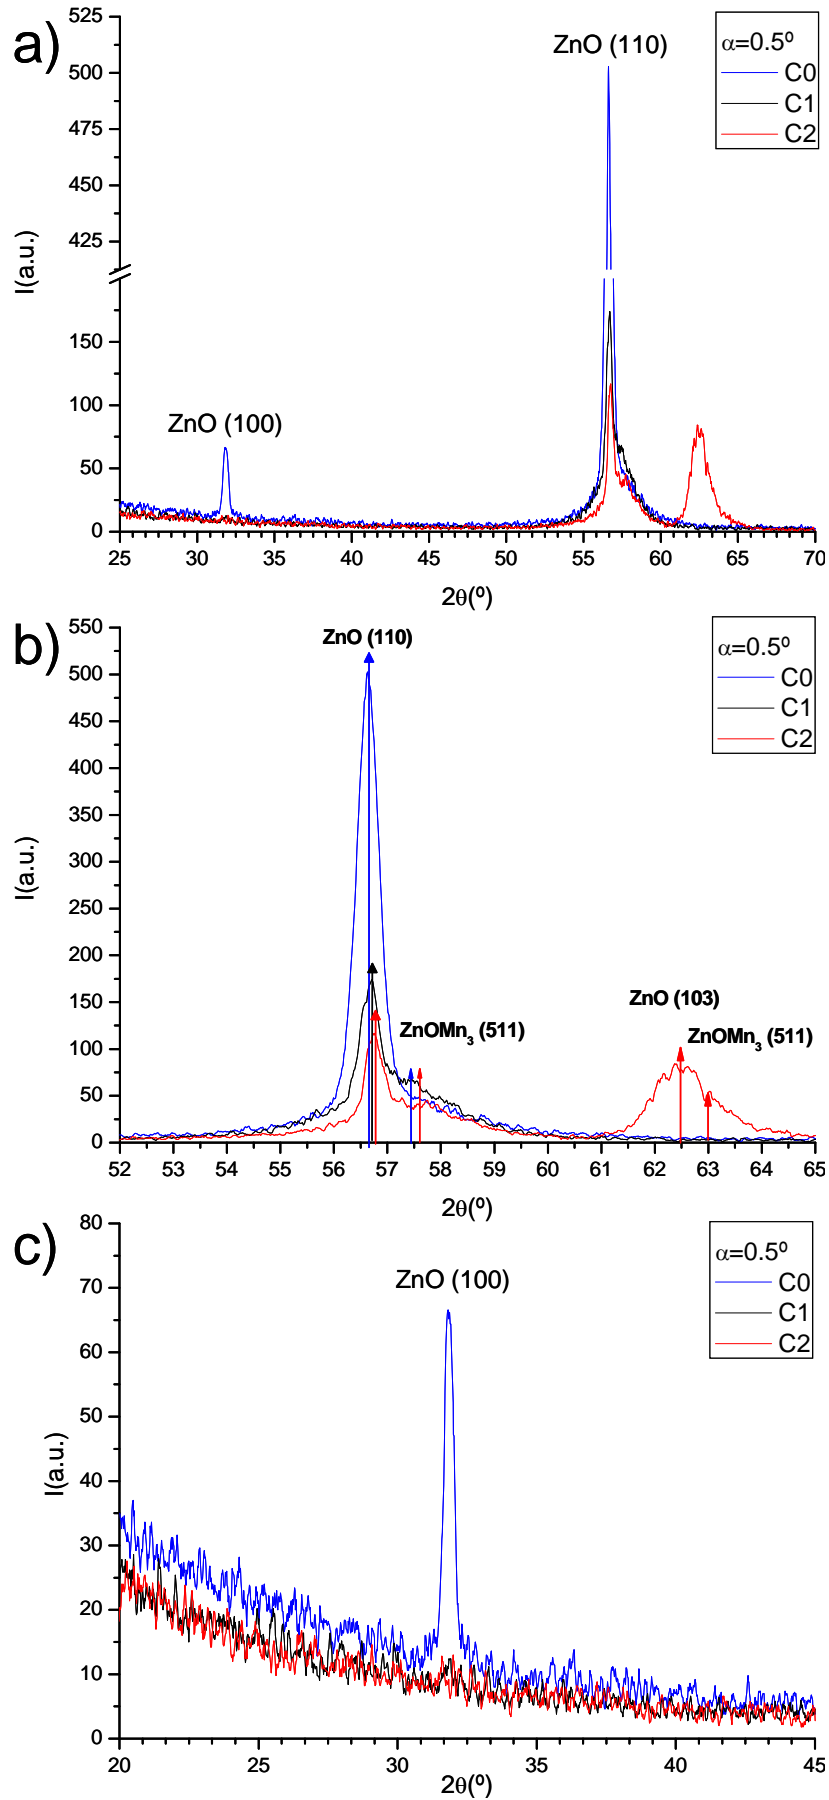 a)
ZnO (110)
α=0.5º
C0
C1
C2
525
500
475
450
425
150
100
50
0
I(a.u.)
ZnO (100)
25 30 35 40 45 50 55 60 65 70
2θ(º)
b)
ZnO (110)
α=0.5º
C0
C1
C2
550
500
450
400
350
300
250
200
150
100
50
0
I(a.u.)
ZnO (103)
ZnOMn3 (511)
ZnOMn3 (511)
52 53 54 55 56 57 58 59 60 61 62 63 64 65
2θ(º)
c)
ZnO (100)
α=0.5º
C0
C1
C2
80
70
60
50
40
30
20
10
0
I(a.u.)
20 25 30 35 40 45
2θ(º)